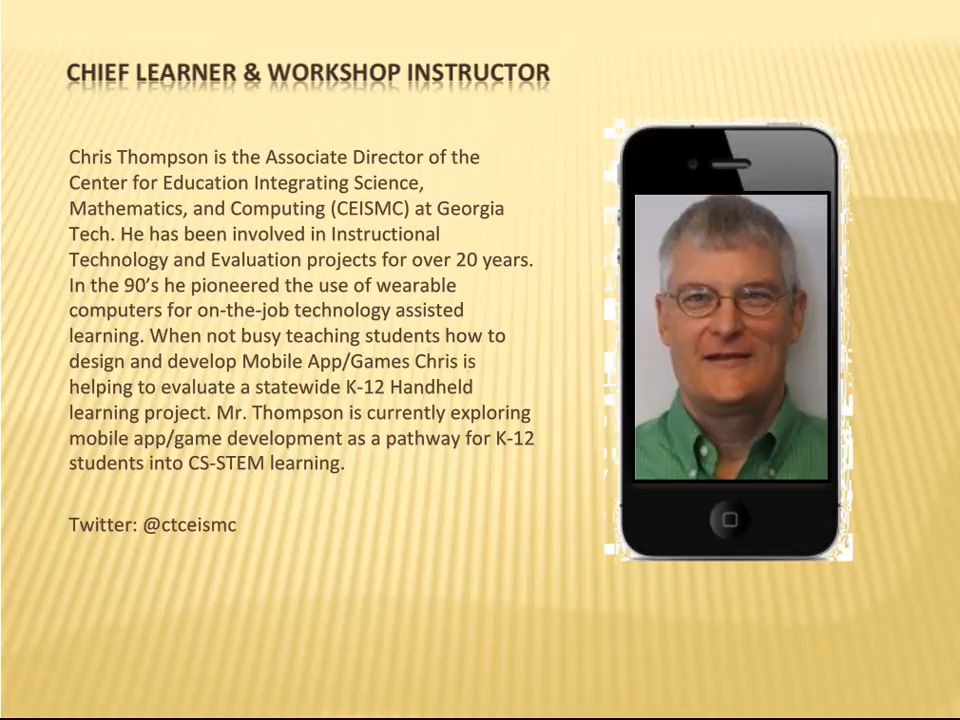 CHIEF LEARNER & WORKSHOP INSTRUCTOR
Chris Thompson is the Associate Director of the
Center for Education Integrating Science,
Mathematics, and Computing (CEISMC) at Georgia
Tech. He has been involved in Instructional
Technology and Evaluation projects for over 20 years.
In the 90’s he pioneered the use of wearable
computers for on-the-job technology assisted
learning. When not busy teaching students how to
design and develop Mobile App/Games Chris is
helping to evaluate a statewide K-12 Handheld
learning project. Mr. Thompson is currently exploring
mobile app/game development as a pathway for K-12
students into CS-STEM learning.
Twitter: @ctceismc